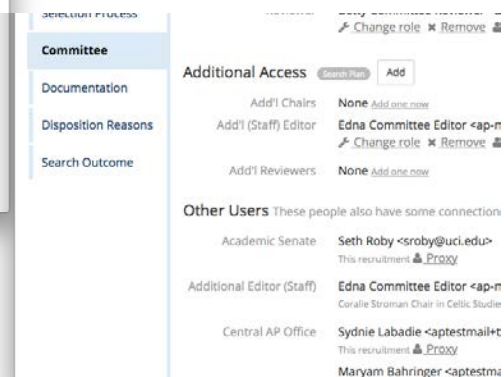 Selection Process
Committee
Documentation
Disposition Reasons
Search Outcome
Change role Remove
Additional Access Search Plan Add
Add'l Chairs None Add one now
Add'l (Staff) Editor Edna Committee Editor <ap-n
Change role Remove
Add'l Reviewers None Add one now
Other Users These people also have some connection
Academic Senate Seth Roby <sroby@uci.edu>
This recruitment Proxy
Additional Editor (Staff) Edna Committee Editor <ap-n
Coralie Stroman Chair in Celtic Studies
Central AP Office Sydnie Labadie <aptestmail+t
This recruitment Proxy
Maryam Bahringer <aptestma